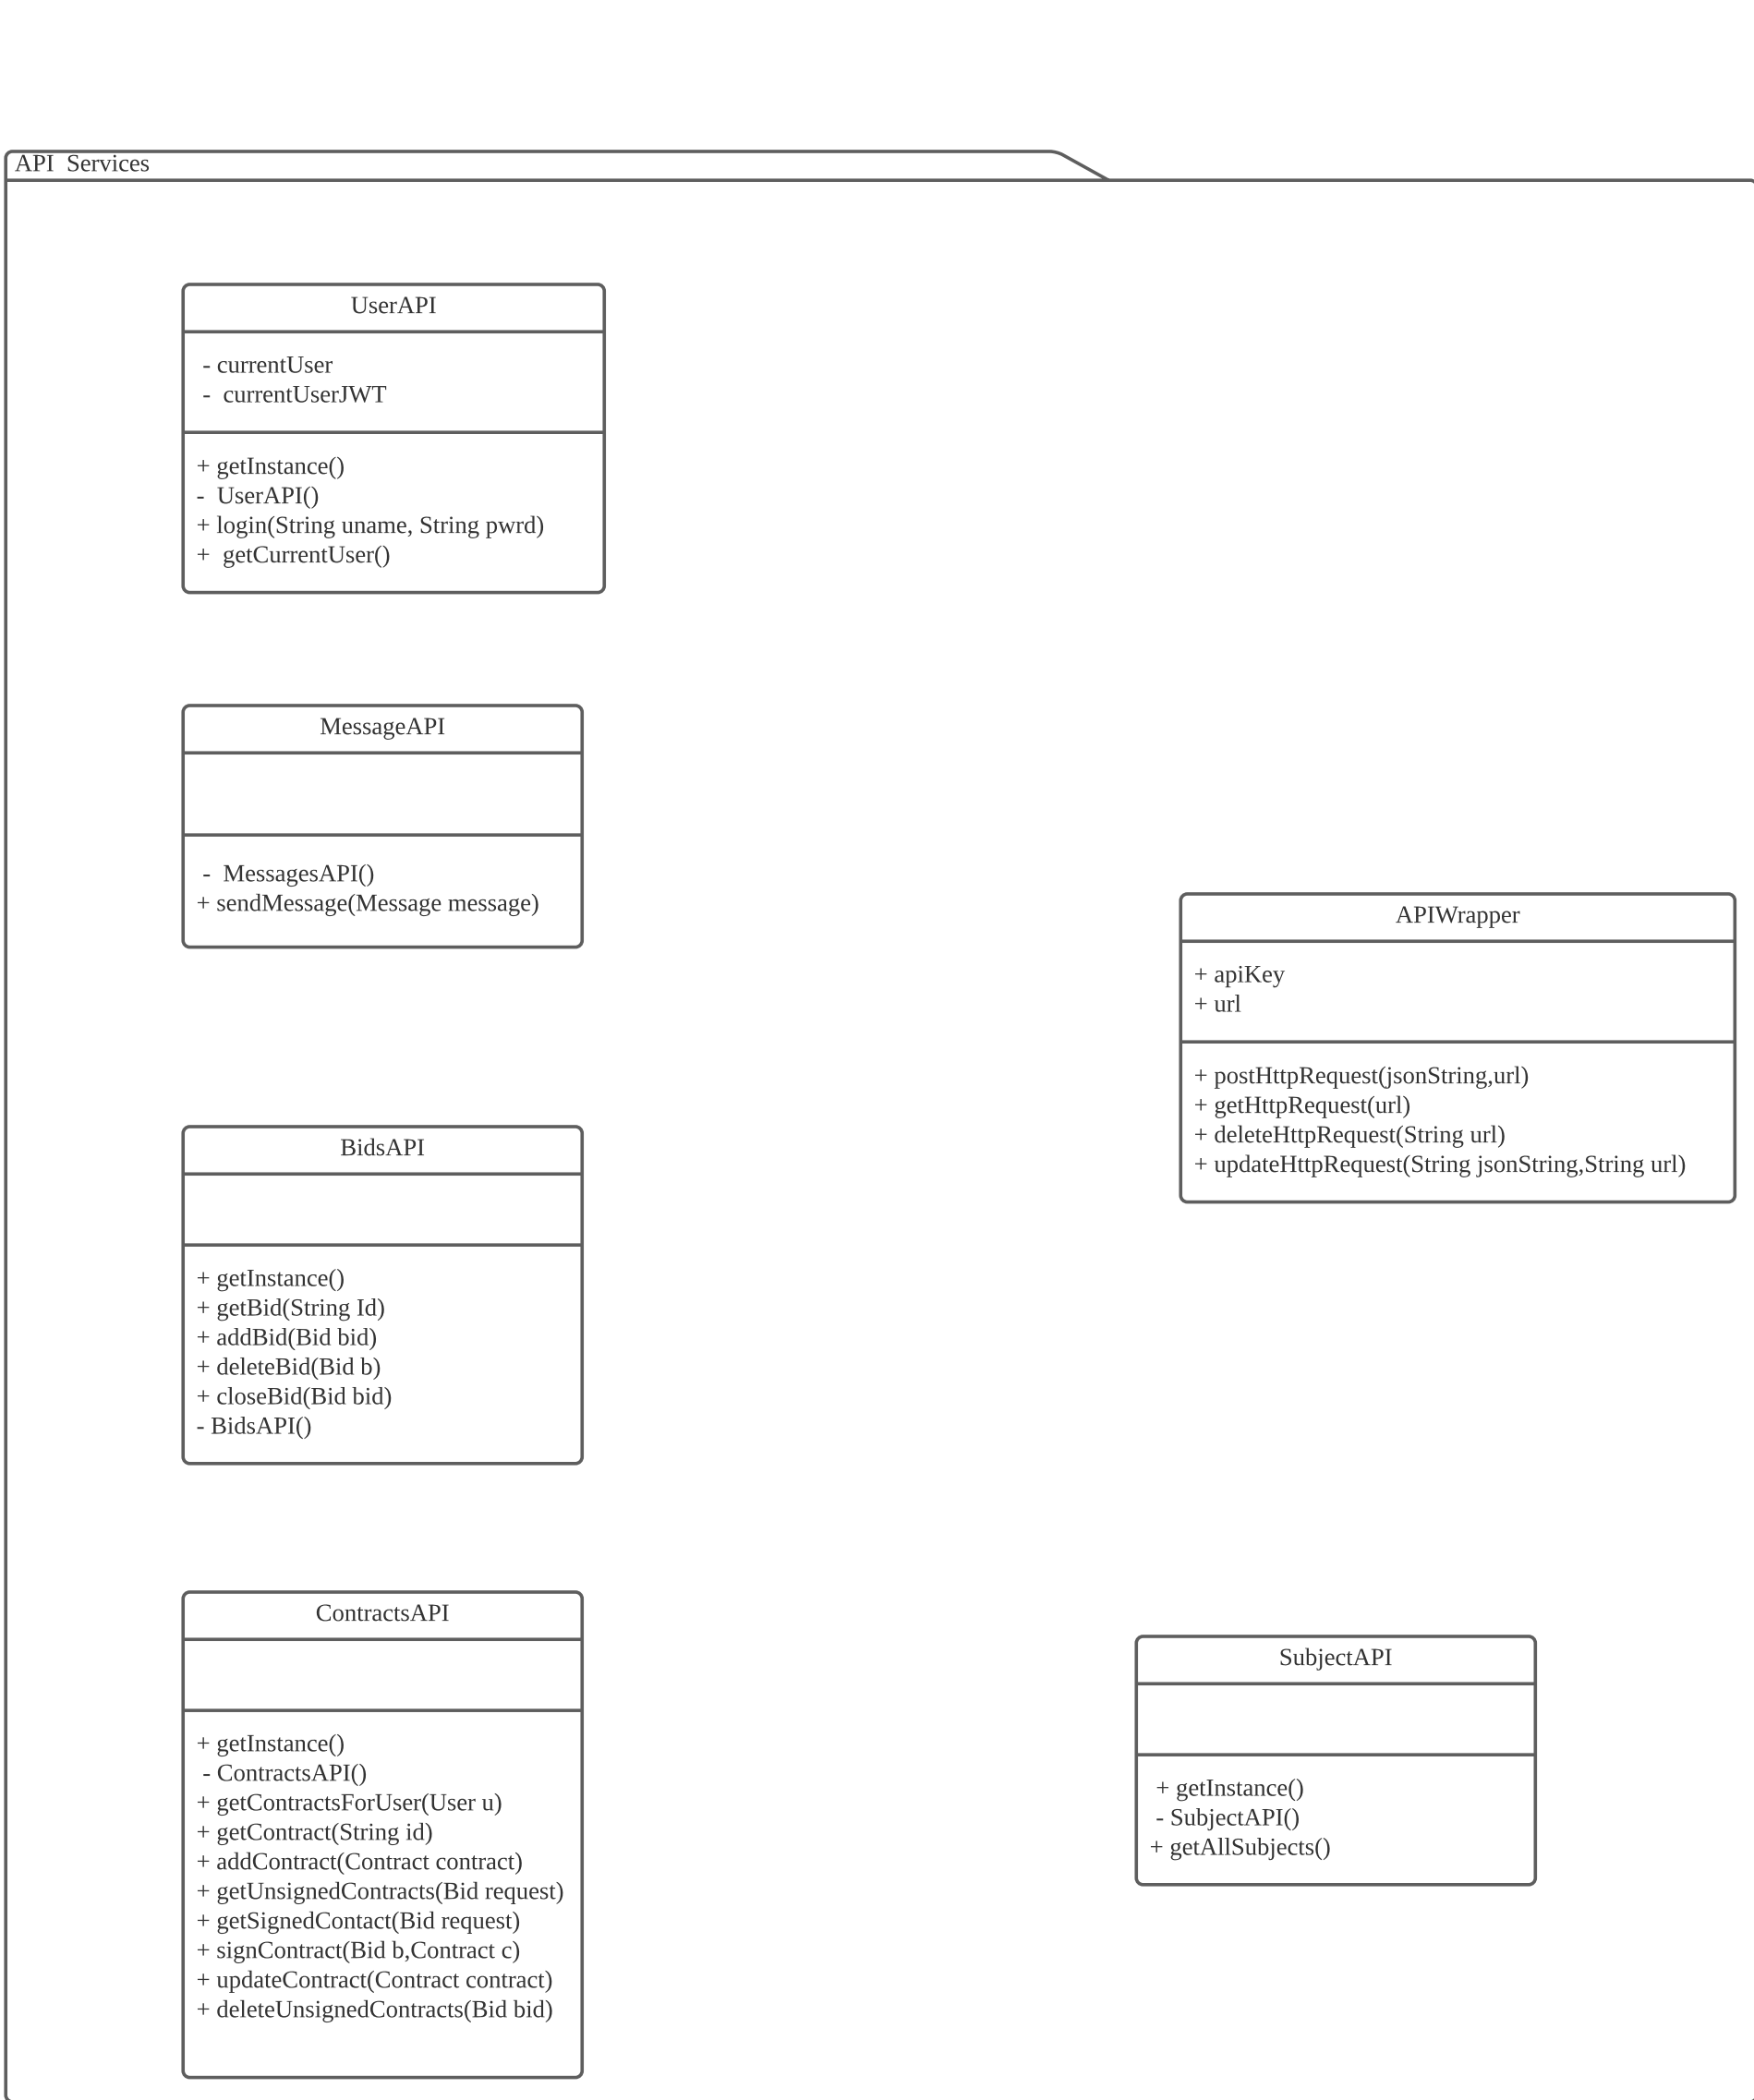 API  Services
UserAPI
- currentUser
-  currentUserJWT
+ getInstance()
-  UserAPI()
+ login(String uname, String pwrd)
+  getCurrentUser()
MessageAPI
-  MessagesAPI()
+ sendMessage(Message message)
APIWrapper
+ apiKey
+ url
+ postHttpRequest(jsonString,url)
+ getHttpRequest(url)
+ deleteHttpRequest(String url)
+ updateHttpRequest(String jsonString,String url)
BidsAPI
+ getInstance()
+ getBid(String Id)
+ addBid(Bid bid)
+ deleteBid(Bid b)
+ closeBid(Bid bid)
- BidsAPI()
ContractsAPI
+ getInstance()
- ContractsAPI()
+ getContractsForUser(User u)
+ getContract(String id)
+ addContract(Contract contract)
+ getUnsignedContracts(Bid request)
+ getSignedContact(Bid request)
+ signContract(Bid b,Contract c)
+ updateContract(Contract contract)
+ deleteUnsignedContracts(Bid bid)
SubjectAPI
+ getInstance()
- SubjectAPI()
+ getAllSubjects()